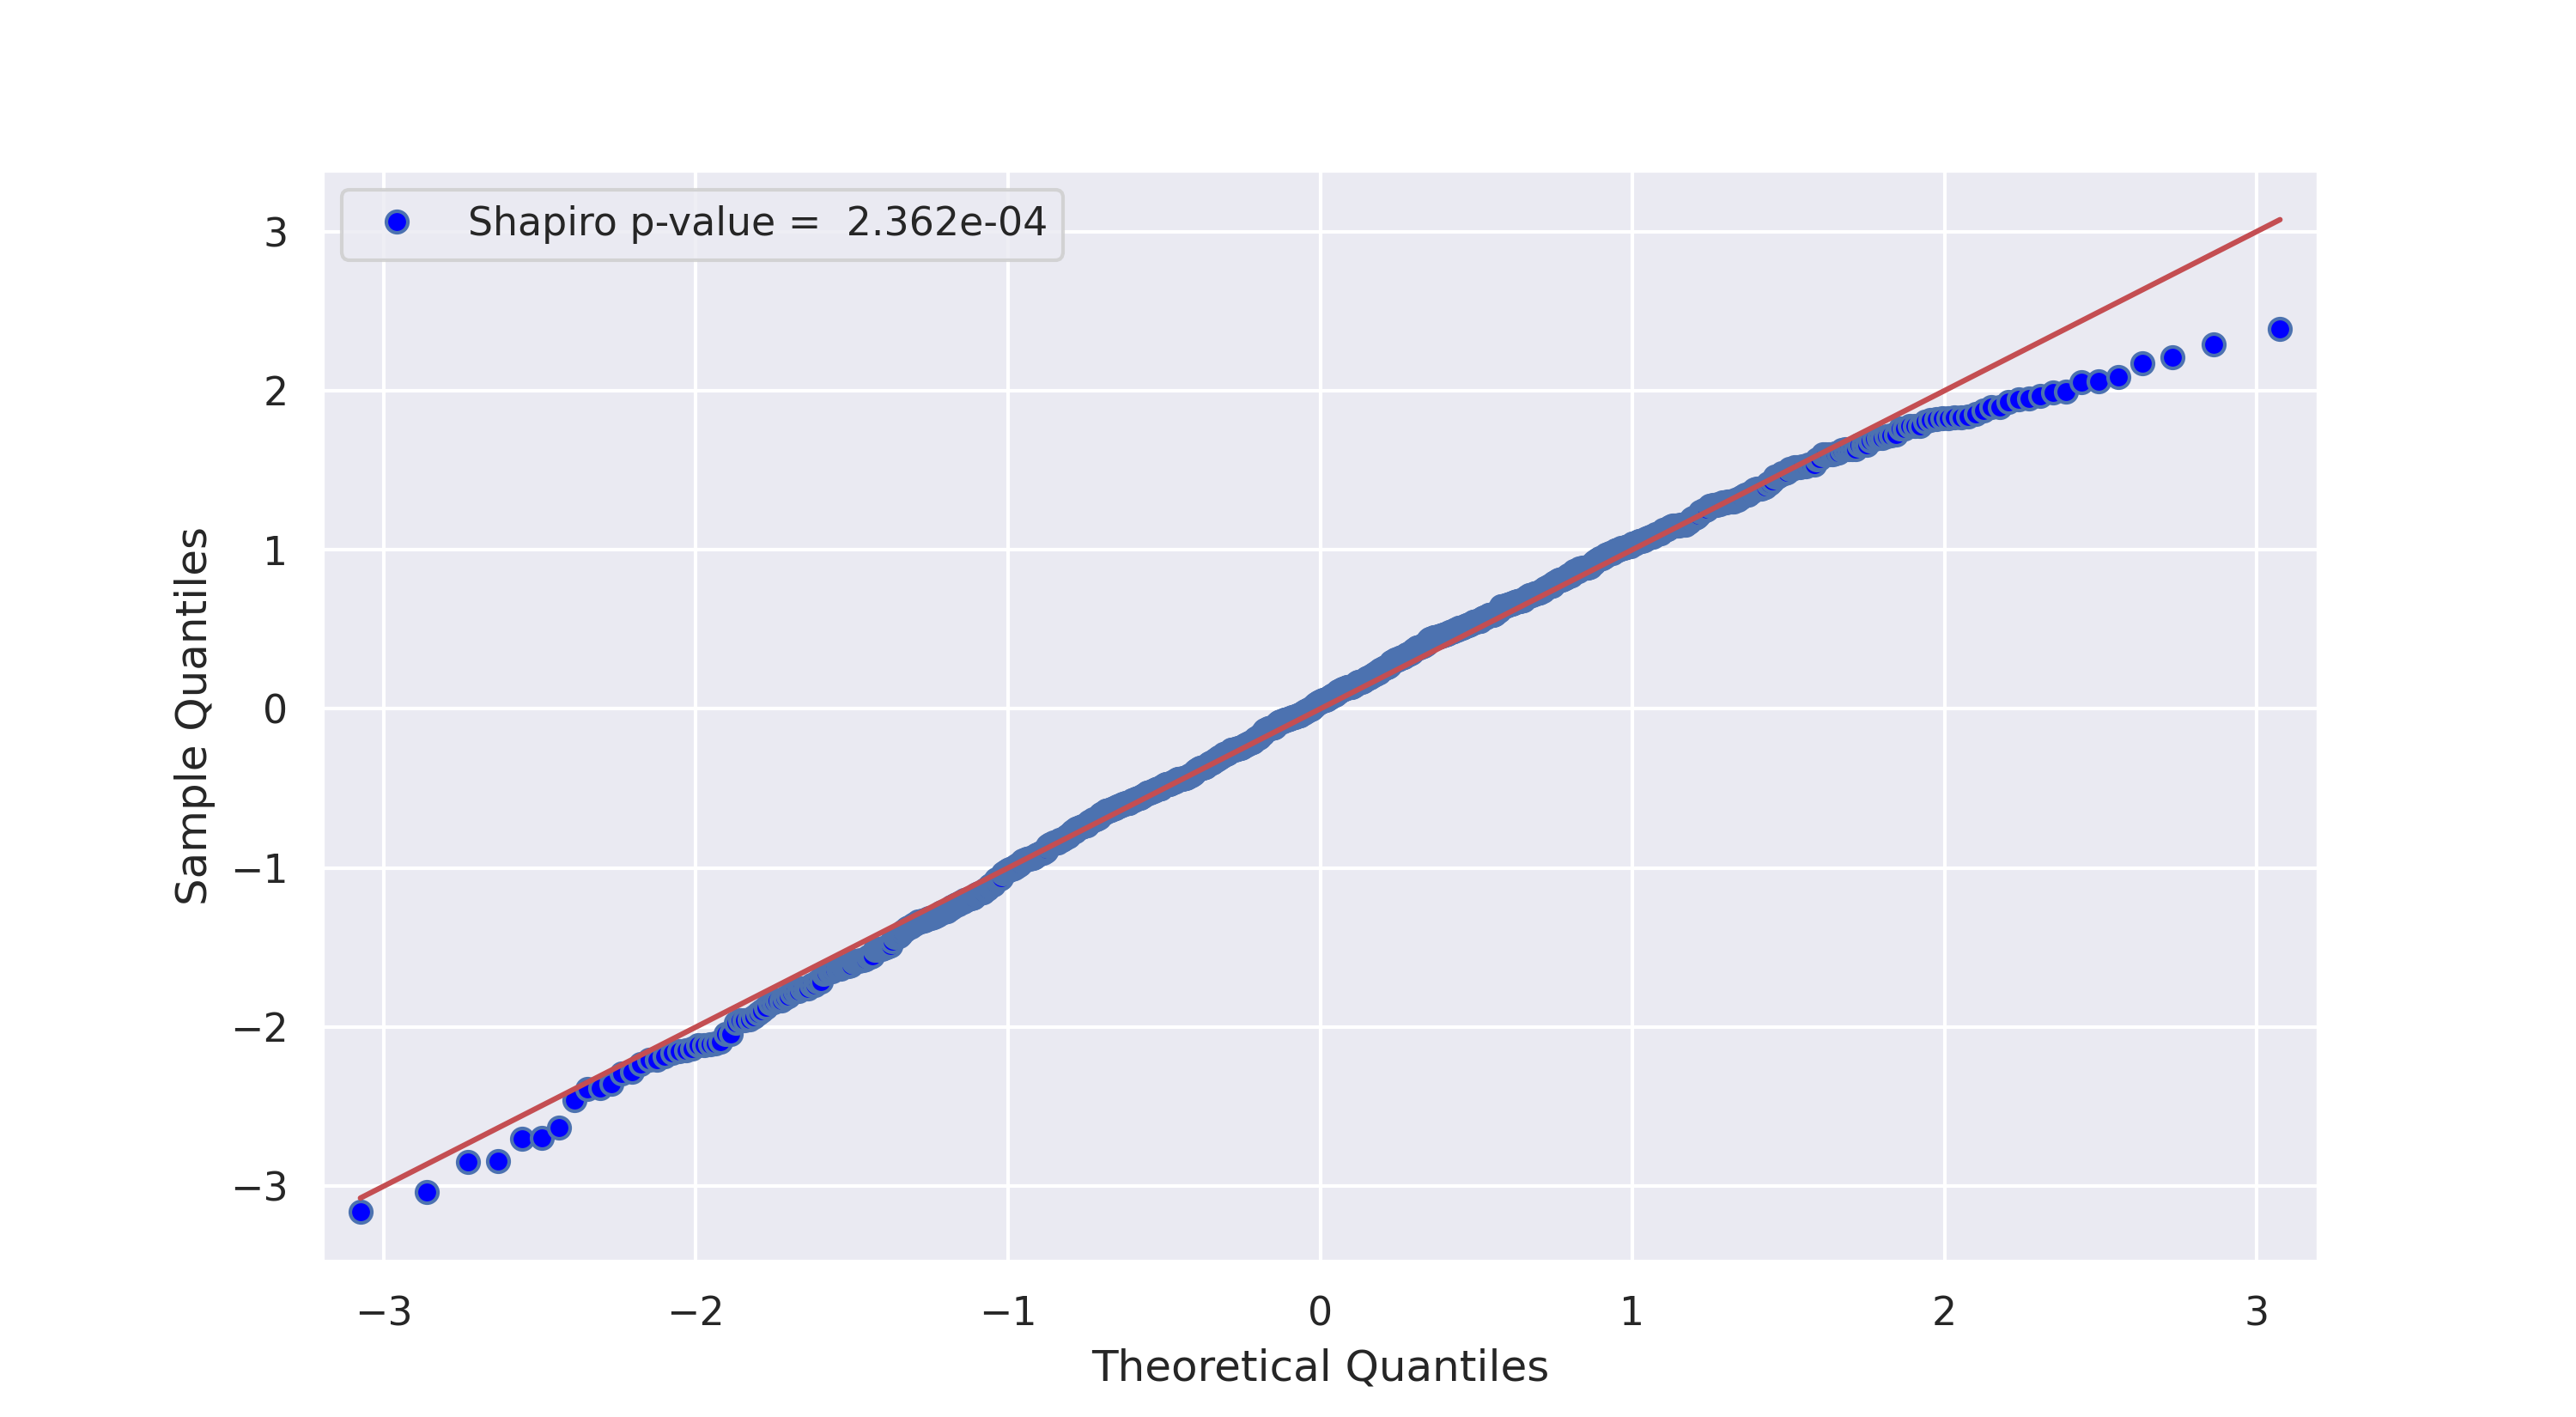 Shapiro p-value =  2.362e-04
3
2
1
0
−1
−2
−3
Sample Quantiles
−3 −2 −1 0 1 2 3
Theoretical Quantiles